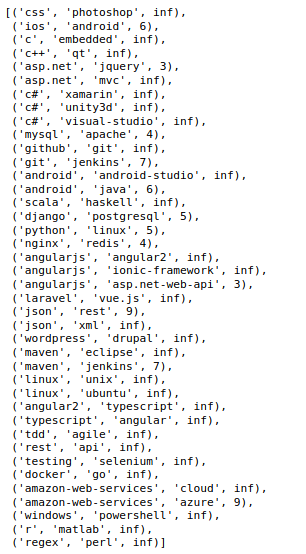 [('css', 'photoshop', inf),
('ios', 'android', 6),
('c', 'embedded', inf),
('c++', 'qt', inf),
('asp.net', 'jquery', 3),
('asp.net', 'mvc', inf),
('c#', 'xamarin', inf),
('c#', 'unity3d', inf),
('c#', 'visual-studio', inf),
('mysql', 'apache', 4),
('github', 'git', inf),
('git', 'jenkins', 7),
('android', 'android-studio', inf),
('android', 'java', 6),
('scala', 'haskell', inf),
('django', 'postgresql', 5),
('python', 'linux', 5),
('nginx', 'redis', 4),
('angularjs', 'angular2', inf),
('angularjs', 'ionic-framework', inf),
('angularjs', 'asp.net-web-api', 3),
('laravel', 'vue.js', inf),
('json', 'rest', 9),
('json', 'xml', inf),
('wordpress', 'drupal', inf),
('maven', 'eclipse', inf),
('maven', 'jenkins', 7),
('linux', 'unix', inf),
('linux', 'ubuntu', inf),
('angular2', 'typescript', inf),
('typescript', 'angular', inf),
('tdd', 'agile', inf),
('rest', 'api', inf),
('testing', 'selenium', inf),
('docker', 'go', inf),
('amazon-web-services', 'cloud', inf),
('amazon-web-services', 'azure', 9),
('windows', 'powershell', inf),
('r', 'matlab', inf),
('regex', 'perl', inf)]